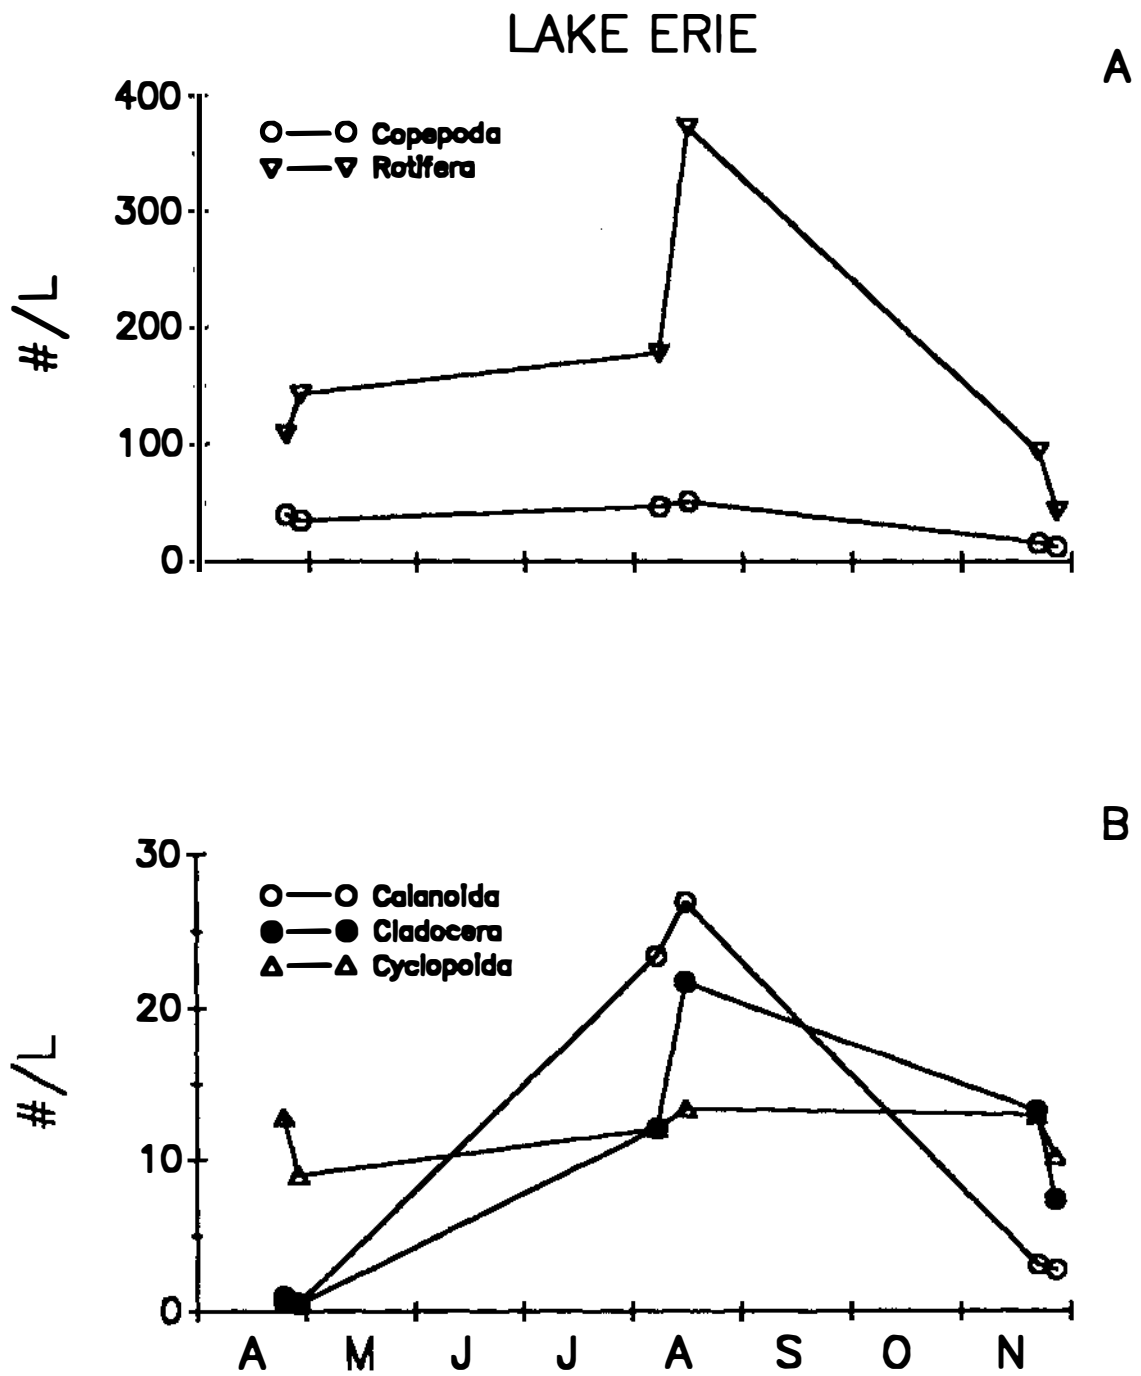 LAKE ERIE
A
400
300
200
100
0
#/L
Copepoda
Rotifera
B
30
20
10
0
#/L
Calanoida
Cladocera
Cyclopoida
A M J J A S O N